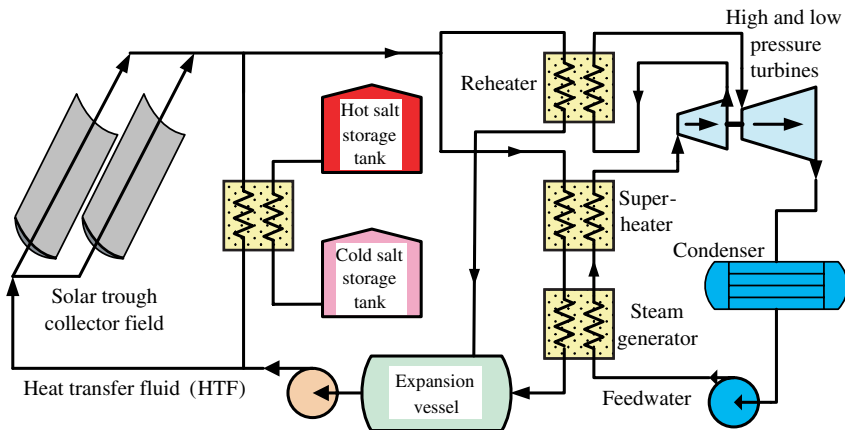 High and low
pressure
turbines
Reheater
Hot salt
storage
tank
Super-
heater
Cold salt
storage
tank
Condenser
Solar trough
collector field
Steam
generator
Heat transfer fluid (HTF)
Expansion
vessel
Feedwater